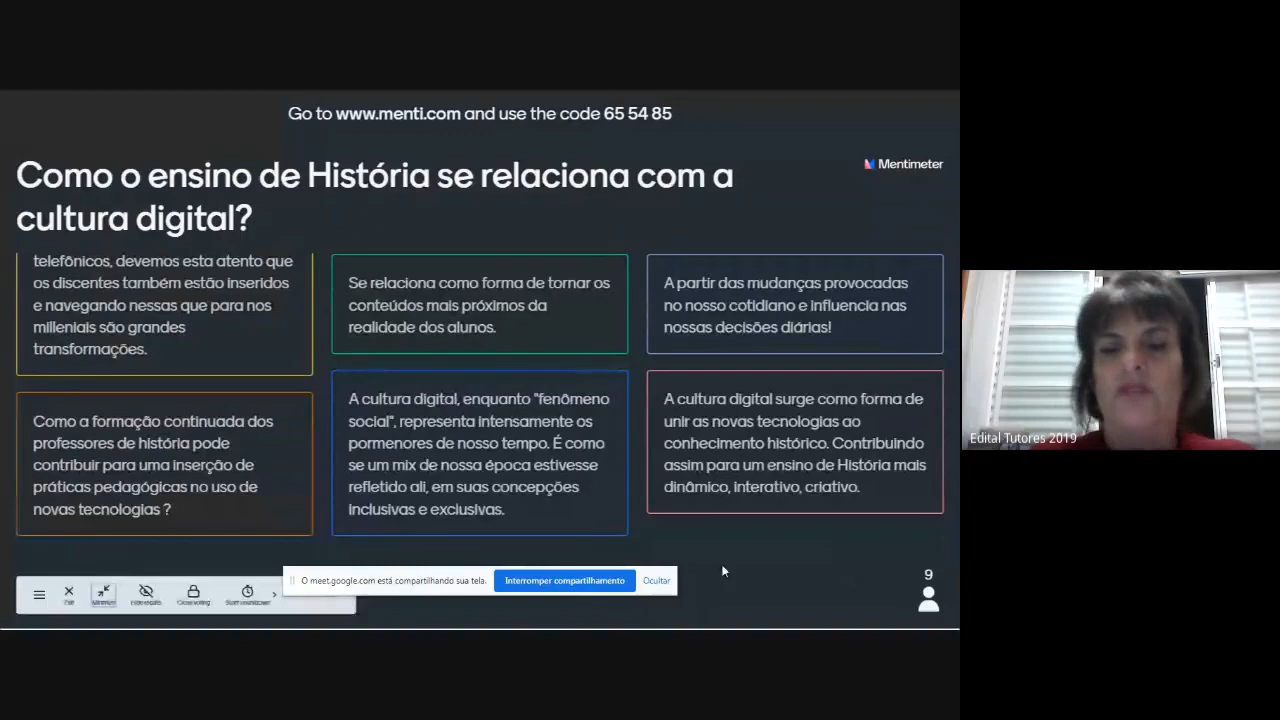 Go to www.menti.com and use the code 65 54 85
Mentimeter
Como o ensino de História se relaciona com a
cultura digital?
telefônicos, devemos esta atento que
os discentes também estão inseridos
e navegando nessas que para nos
milleniais são grandes
transformações.
Como a formação continuada dos
professores de história pode
contribuir para uma inserção de
práticas pedagógicas no uso de
novas tecnologias ?
Se relaciona como forma de tornar os
conteúdos mais próximos da
realidade dos alunos.
A cultura digital, enquanto "fenômeno
social", representa intensamente os
pormenores de nosso tempo. É como
se um mix de nossa época estivesse
refletido ali, em suas concepções
inclusivas e exclusivas.
A partir das mudanças provocadas
no nosso cotidiano e influencia nas
nossas decisões diárias!
A cultura digital surge como forma de
unir as novas tecnologias ao
conhecimento histórico. Contribuindo
assim para um ensino de História mais
dinâmico, interativo, criativo.
Edital Tutores 2019
O meet.google.com está compartilhando sua tela.
Interromper compartilhamento
Ocultar
9